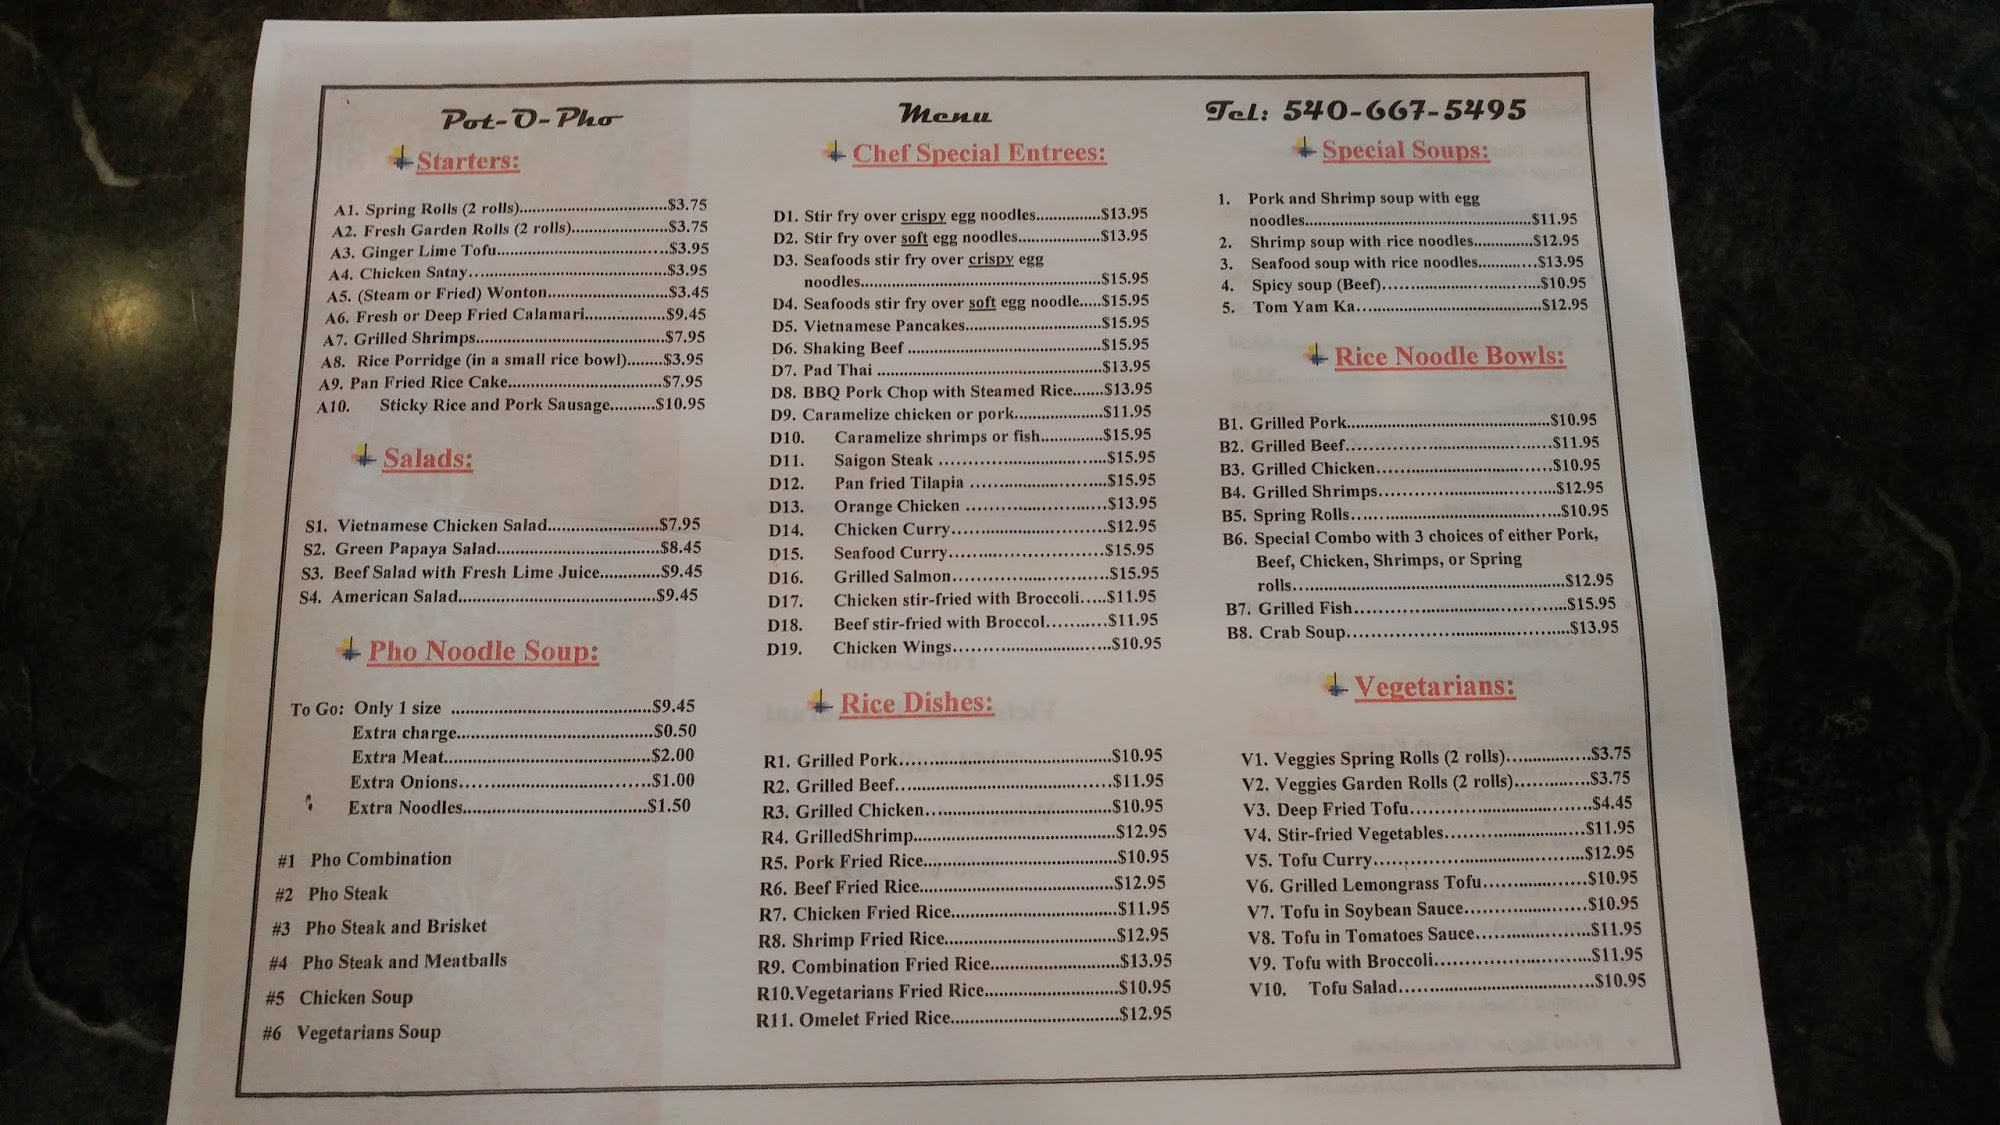 Pot-O-Pho
Menu
Tel: 540-667-5495
Starters:
A1. Spring Rolls (2 rolls)................................$3.75
A2. Fresh Garden Rolls (2 rolls).....................$3.75
A3. Ginger Lime Tofu.....................................$3.95
A4. Chicken Satay...........................................$3.95
A5. (Steam or Fried) Wonton..........................$3.45
A6. Fresh or Deep Fried Calamari.................$9.45
A7. Grilled Shrimps.........................................$7.95
A8. Rice Porridge (in a small rice bowl)........$3.95
A9. Pan Fried Rice Cake.................................$7.95
A10. Sticky Rice and Pork Sausage..........$10.95
Salads:
S1. Vietnamese Chicken Salad.......................$7.95
S2. Green Papaya Salad..................................$8.45
S3. Beef Salad with Fresh Lime Juice.............$9.45
S4. American Salad.........................................$9.45
Pho Noodle Soup:
To Go: Only 1 size .........................................$9.45
Extra charge........................................$0.50
Extra Meat..........................................$2.00
Extra Onions.......................................$1.00
Extra Noodles.....................................$1.50
#1 Pho Combination
#2 Pho Steak
#3 Pho Steak and Brisket
#4 Pho Steak and Meatballs
#5 Chicken Soup
#6 Vegetarians Soup
Chef Special Entrees:
D1. Stir fry over crispy egg noodles..............$13.95
D2. Stir fry over soft egg noodles..................$13.95
D3. Seafoods stir fry over crispy egg
noodles....................................................$15.95
D4. Seafoods stir fry over soft egg noodle.....$15.95
D5. Vietnamese Pancakes.............................$15.95
D6. Shaking Beef .........................................$15.95
D7. Pad Thai ................................................$13.95
D8. BBQ Pork Chop with Steamed Rice.......$13.95
D9. Caramelize chicken or pork...................$11.95
D10. Caramelize shrimps or fish.............$15.95
D11. Saigon Steak ...................................$15.95
D12. Pan fried Tilapia .............................$15.95
D13. Orange Chicken ..............................$13.95
D14. Chicken Curry.................................$12.95
D15. Seafood Curry..................................$15.95
D16. Grilled Salmon.................................$15.95
D17. Chicken stir-fried with Broccoli.....$11.95
D18. Beef stir-fried with Broccol............$11.95
D19. Chicken Wings.................................$10.95
Rice Dishes:
R1. Grilled Pork............................................$10.95
R2. Grilled Beef.............................................$11.95
R3. Grilled Chicken.......................................$10.95
R4. GrilledShrimp..........................................$12.95
R5. Pork Fried Rice........................................$10.95
R6. Beef Fried Rice........................................$12.95
R7. Chicken Fried Rice..................................$11.95
R8. Shrimp Fried Rice...................................$12.95
R9. Combination Fried Rice..........................$13.95
R10.Vegetarians Fried Rice...........................$10.95
R11. Omelet Fried Rice..................................$12.95
Special Soups:
1. Pork and Shrimp soup with egg
noodles...............................................$11.95
2. Shrimp soup with rice noodles............$12.95
3. Seafood soup with rice noodles............$13.95
4. Spicy soup (Beef)................................$10.95
5. Tom Yam Ka.......................................$12.95
Rice Noodle Bowls:
B1. Grilled Pork...........................................$10.95
B2. Grilled Beef............................................$11.95
B3. Grilled Chicken.....................................$10.95
B4. Grilled Shrimps.....................................$12.95
B5. Spring Rolls...........................................$10.95
B6. Special Combo with 3 choices of either Pork,
Beef, Chicken, Shrimps, or Spring
rolls.........................................................$12.95
B7. Grilled Fish............................................$15.95
B8. Crab Soup..............................................$13.95
Vegetarians:
V1. Veggies Spring Rolls (2 rolls).................$3.75
V2. Veggies Garden Rolls (2 rolls)...............$3.75
V3. Deep Fried Tofu.....................................$4.45
V4. Stir-fried Vegetables.............................$11.95
V5. Tofu Curry............................................$12.95
V6. Grilled Lemongrass Tofu.....................$10.95
V7. Tofu in Soybean Sauce.........................$10.95
V8. Tofu in Tomatoes Sauce.......................$11.95
V9. Tofu with Broccoli................................$11.95
V10. Tofu Salad.........................................$10.95